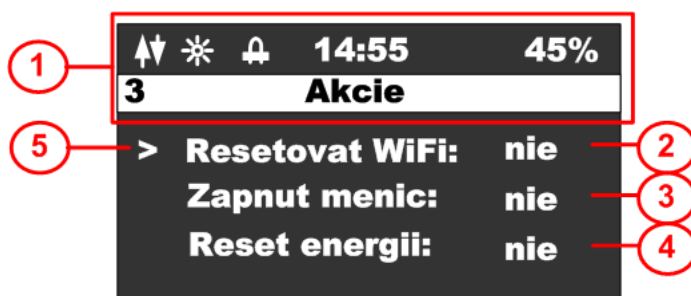 14:55 45%
3 Akcie
1
5 > Resetovat WiFi: nie 2
Zapnut menic: nie 3
Reset energii: nie 4